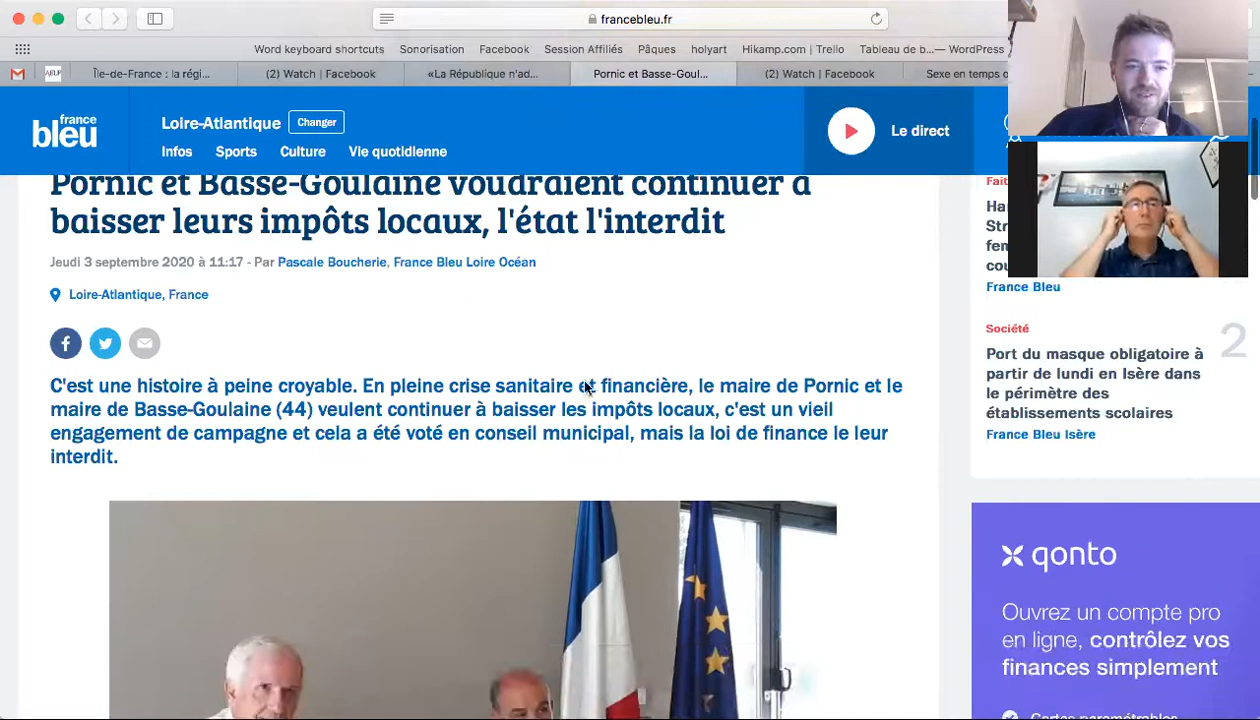 francebleu.fr
Word keyboard shortcuts Sonorisation Facebook Session Affiliés Pâques holyart Hikamp.com | Trello Tableau de b... — WordPress
AELP Île-de-France : la régi... (2) Watch | Facebook «La République n'ad... Pornic et Basse-Goul... (2) Watch | Facebook Sexe en temps o
france
bleu
Loire-Atlantique Changer
Infos Sports Culture Vie quotidienne
Le direct
Pornic et Basse-Goulaine voudraient continuer à
baisser leurs impôts locaux, l'état l'interdit
Jeudi 3 septembre 2020 à 11:17 - Par Pascale Boucherie, France Bleu Loire Océan
Loire-Atlantique, France
C'est une histoire à peine croyable. En pleine crise sanitaire et financière, le maire de Pornic et le
maire de Basse-Goulaine (44) veulent continuer à baisser les impôts locaux, c'est un vieil
engagement de campagne et cela a été voté en conseil municipal, mais la loi de finance le leur
interdit.
Fait
Ha
Str
fem
cou
France Bleu
Société
2
Port du masque obligatoire à
partir de lundi en Isère dans
le périmètre des
établissements scolaires
France Bleu Isère
qonto
Ouvrez un compte pro
en ligne, contrôlez vos
finances simplement
Cartes paramétrables